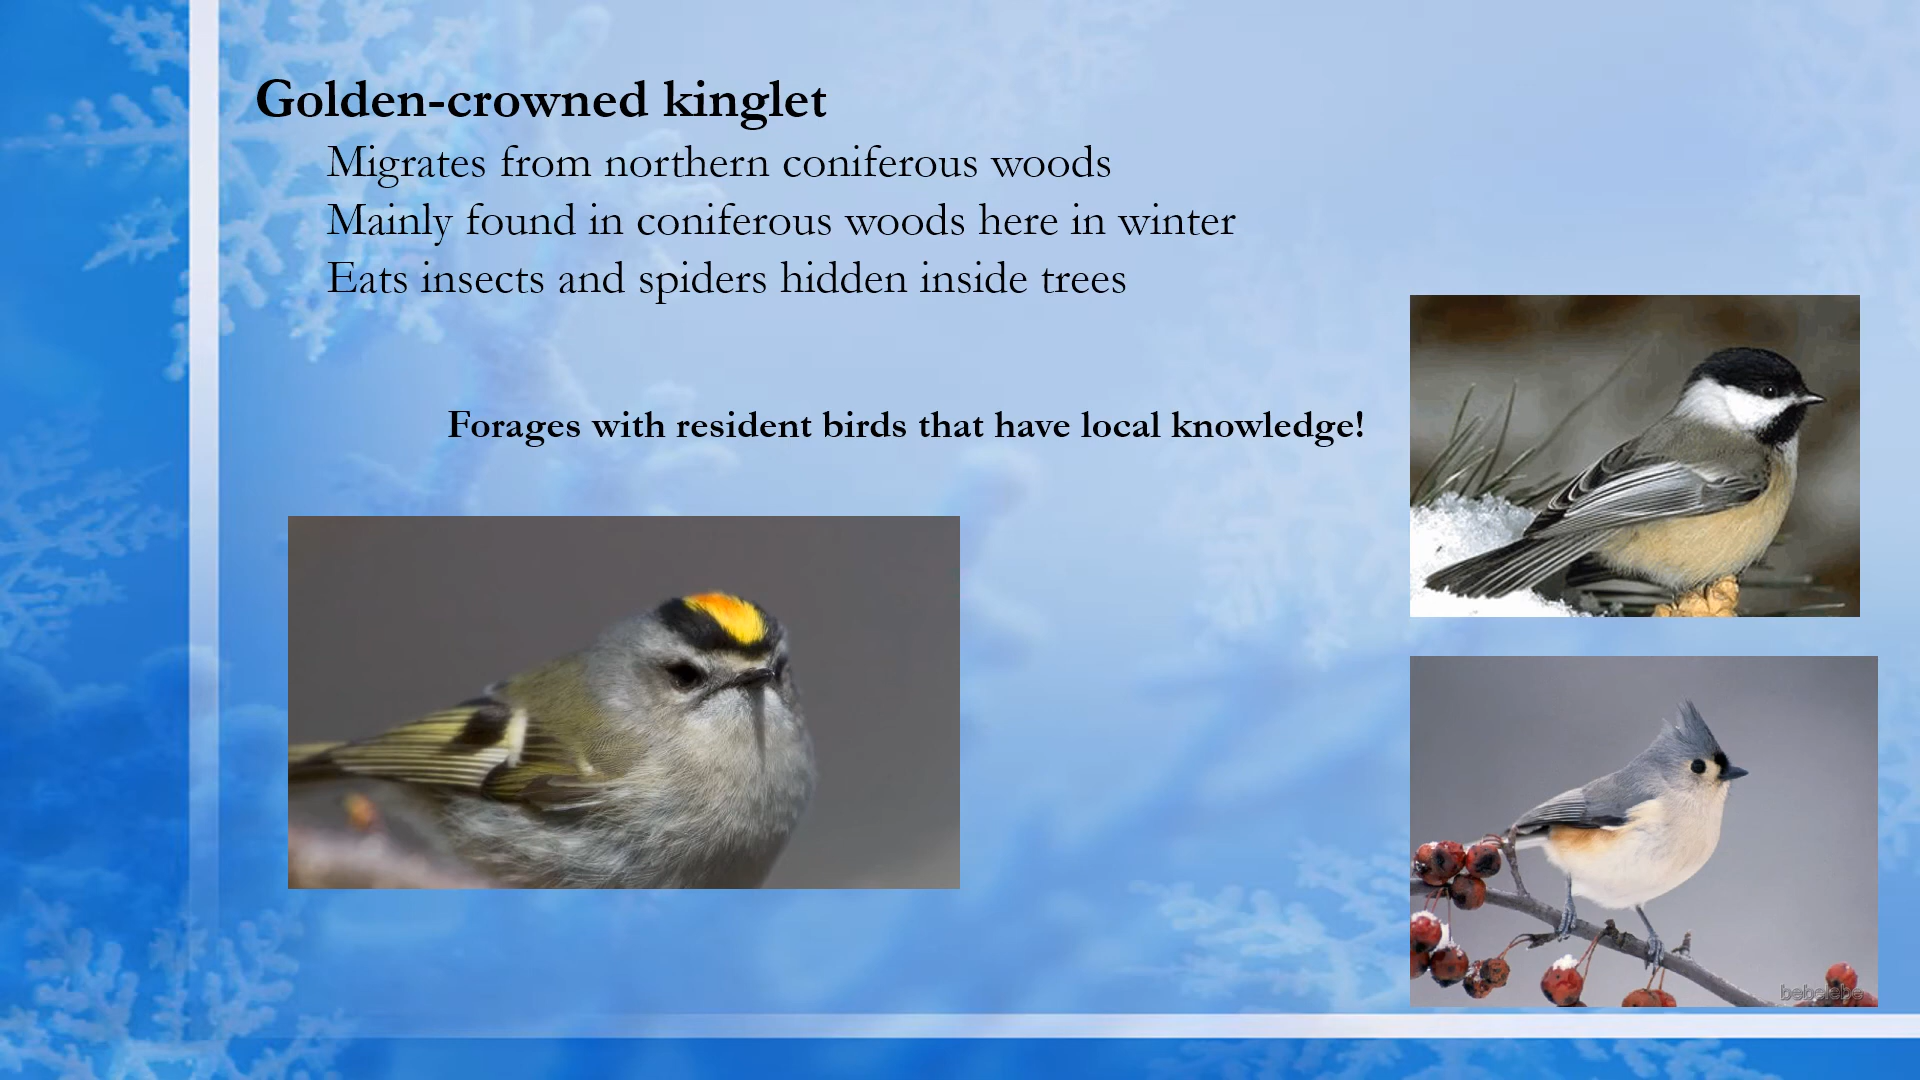 Golden-crowned kinglet
Migrates from northern coniferous woods
Mainly found in coniferous woods here in winter
Eats insects and spiders hidden inside trees
Forages with resident birds that have local knowledge!